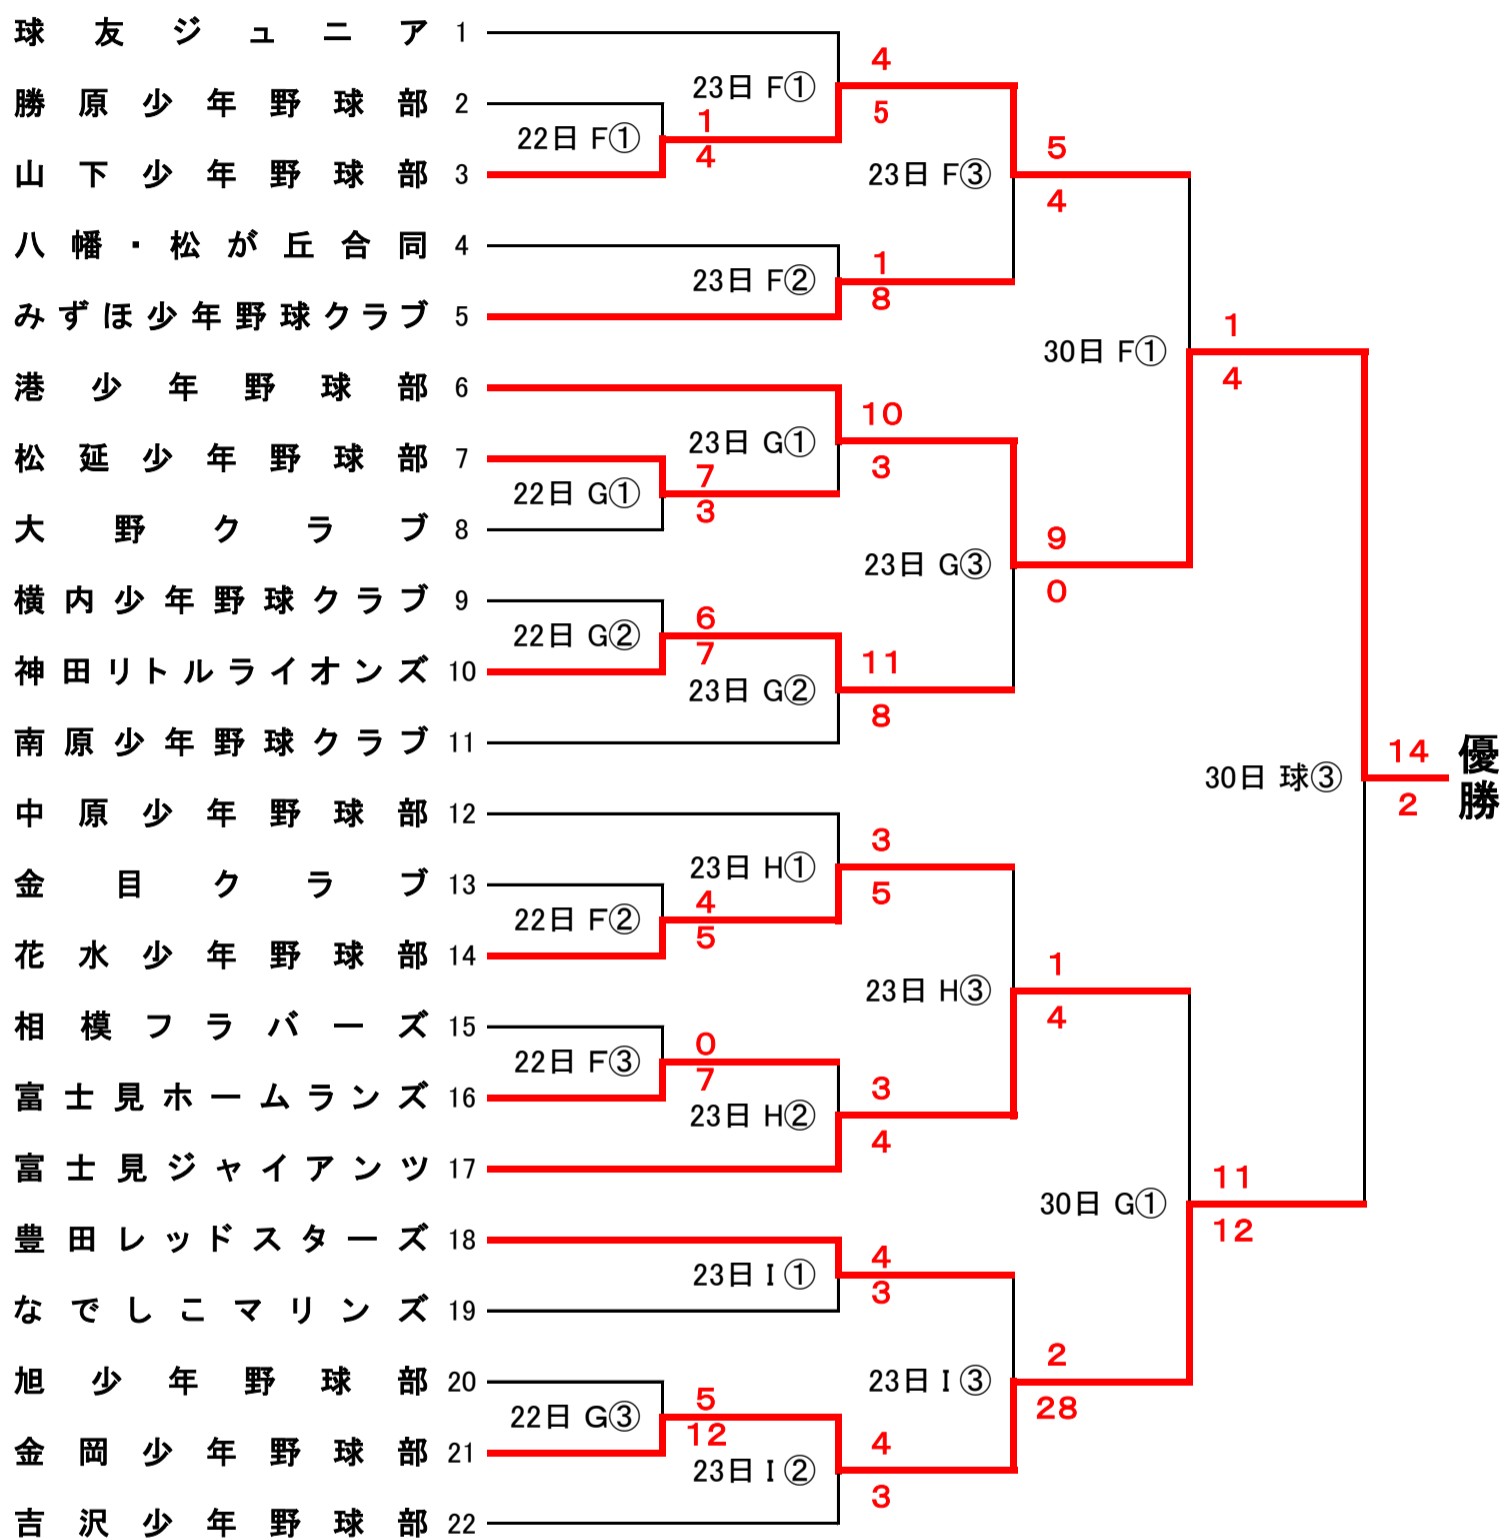 球友ジュニア 1
4
23日 F①
勝原少年野球部 2
5
1
22日 F①
4
5
山下少年野球部 3
23日 F③
4
八幡・松が丘合同 4
1
23日 F②
8
みずほ少年野球クラブ 5
1
30日 F①
4
港少年野球部 6
10
23日 G①
松延少年野球部 7
3
7
22日 G①
3
大野クラブ 8
9
23日 G③
0
横内少年野球クラブ 9
6
22日 G②
7
神田リトルライオンズ 10
11
23日 G②
8
南原少年野球クラブ 11
14
優勝
30日 球③
2
中原少年野球部 12
3
23日 H①
金目クラブ 13
5
4
22日 F②
5
花水少年野球部 14
1
23日 H③
4
相模フラバーズ 15
0
22日 F③
7
富士見ホームランズ 16
3
23日 H②
4
富士見ジャイアンツ 17
11
30日 G①
12
豊田レッドスターズ 18
4
23日 I①
3
なでしこマリンズ 19
2
23日 I③
28
旭少年野球部 20
5
22日 G③
12
金岡少年野球部 21
4
23日 I②
3
吉沢少年野球部 22